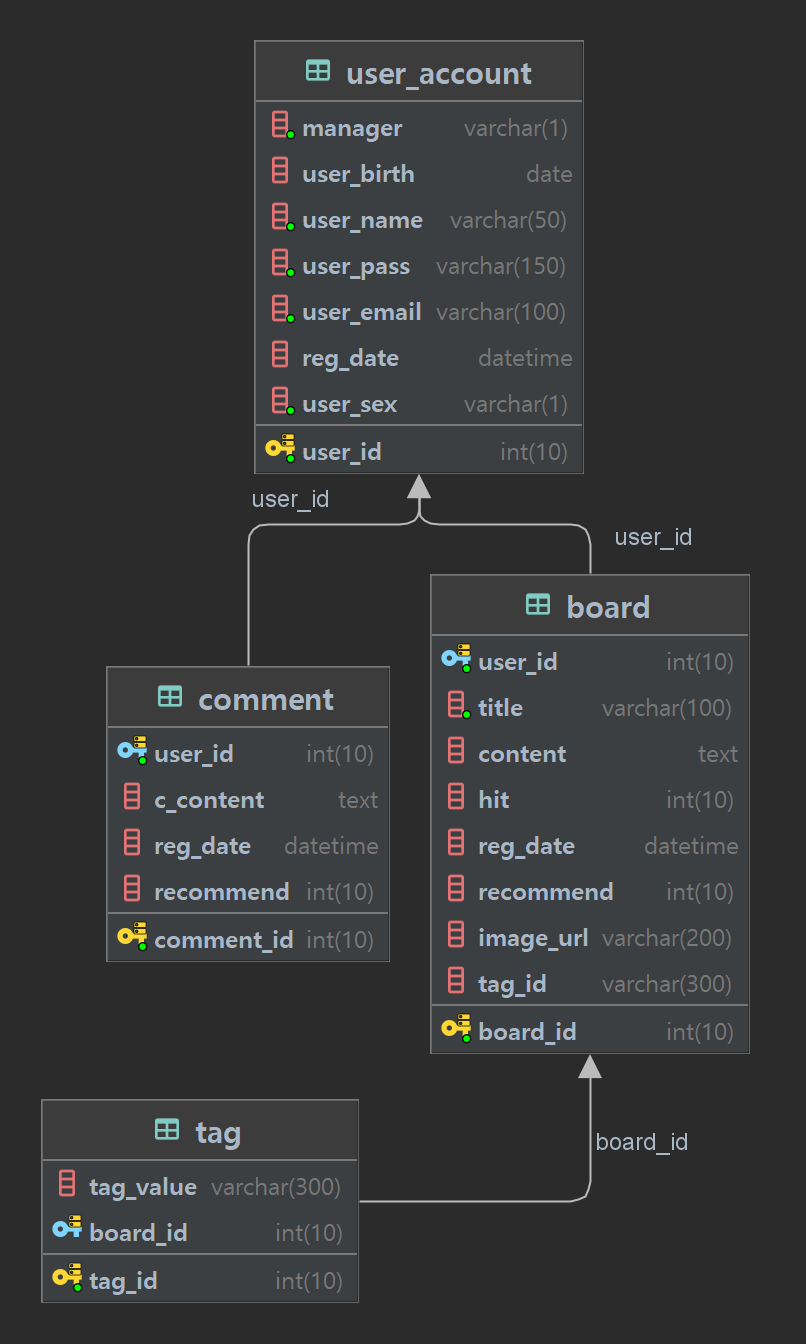 user_account
manager varchar(1)
user_birth date
user_name varchar(50)
user_pass varchar(150)
user_email varchar(100)
reg_date datetime
user_sex varchar(1)
user_id int(10)
user_id
user_id
board
user_id int(10)
title varchar(100)
content text
hit int(10)
reg_date datetime
recommend int(10)
image_url varchar(200)
tag_id varchar(300)
board_id int(10)
comment
user_id int(10)
c_content text
reg_date datetime
recommend int(10)
comment_id int(10)
board_id
tag
tag_value varchar(300)
board_id int(10)
tag_id int(10)